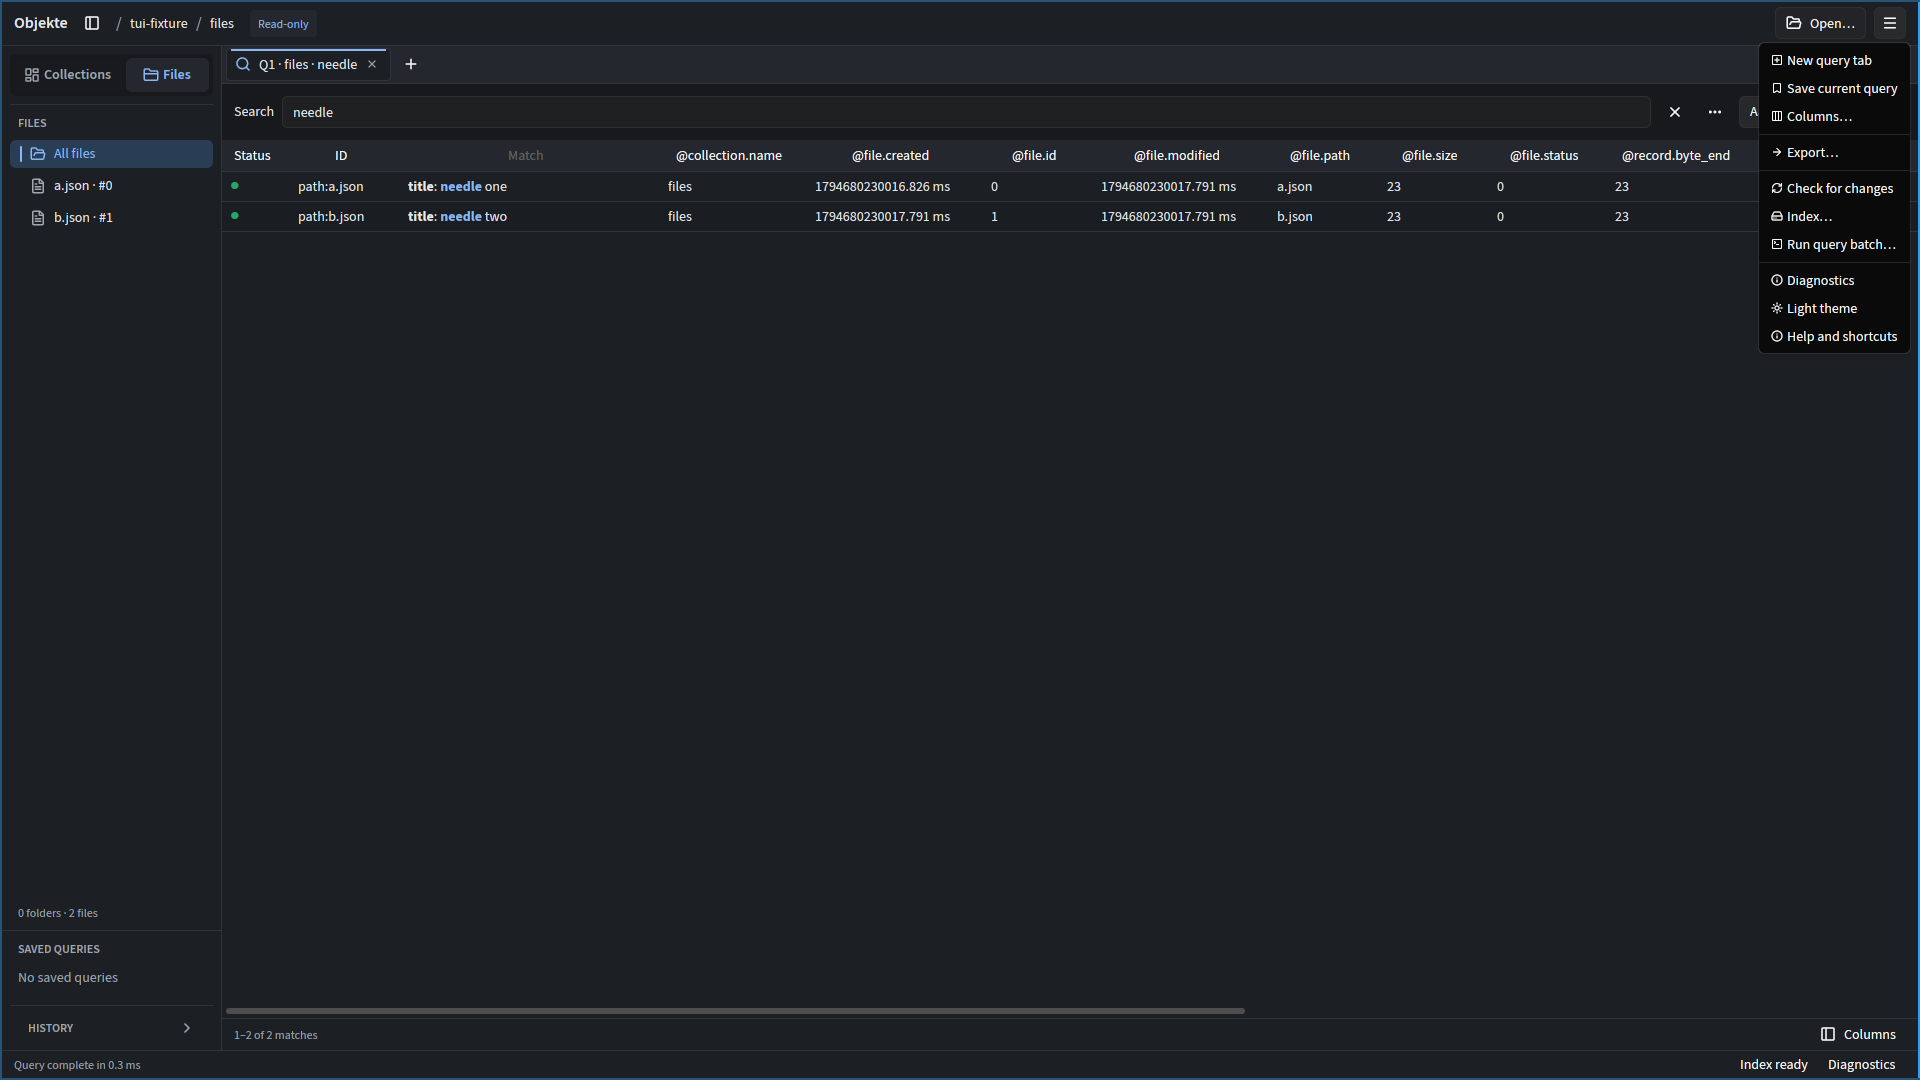 Objekte / tui-fixture / files Read-only Open…
Collections Files
FILES
All files
a.json · #0
b.json · #1
0 folders · 2 files
SAVED QUERIES
No saved queries
HISTORY
Q1 · files · needle
Search needle
Status ID Match @collection.name @file.created @file.id @file.modified @file.path @file.size @file.status @record.byte_end
path:a.json title: needle one files 1794680230016.826 ms 0 1794680230017.791 ms a.json 23 0 23
path:b.json title: needle two files 1794680230017.791 ms 1 1794680230017.791 ms b.json 23 0 23
New query tab
Save current query
Columns…
Export…
Check for changes
Index…
Run query batch…
Diagnostics
Light theme
Help and shortcuts
1–2 of 2 matches Columns
Query complete in 0.3 ms Index ready Diagnostics